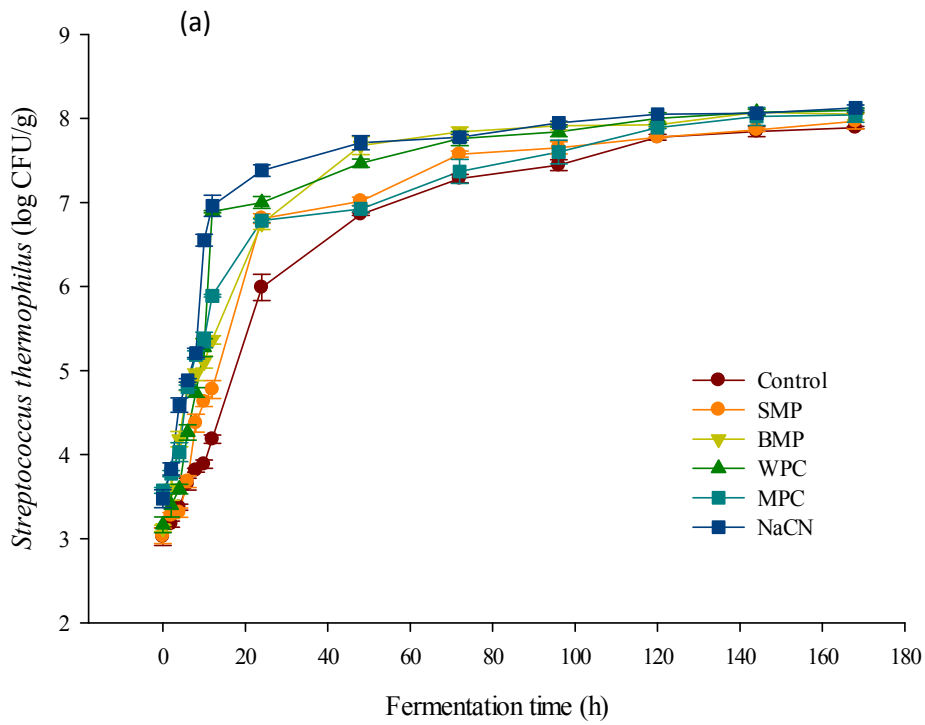 (a)
9
8
7
6
5
4
3
2
Streptococcus thermophilus (log CFU/g)
Control
SMP
BMP
WPC
MPC
NaCN
0 20 40 60 80 100 120 140 160 180
Fermentation time (h)